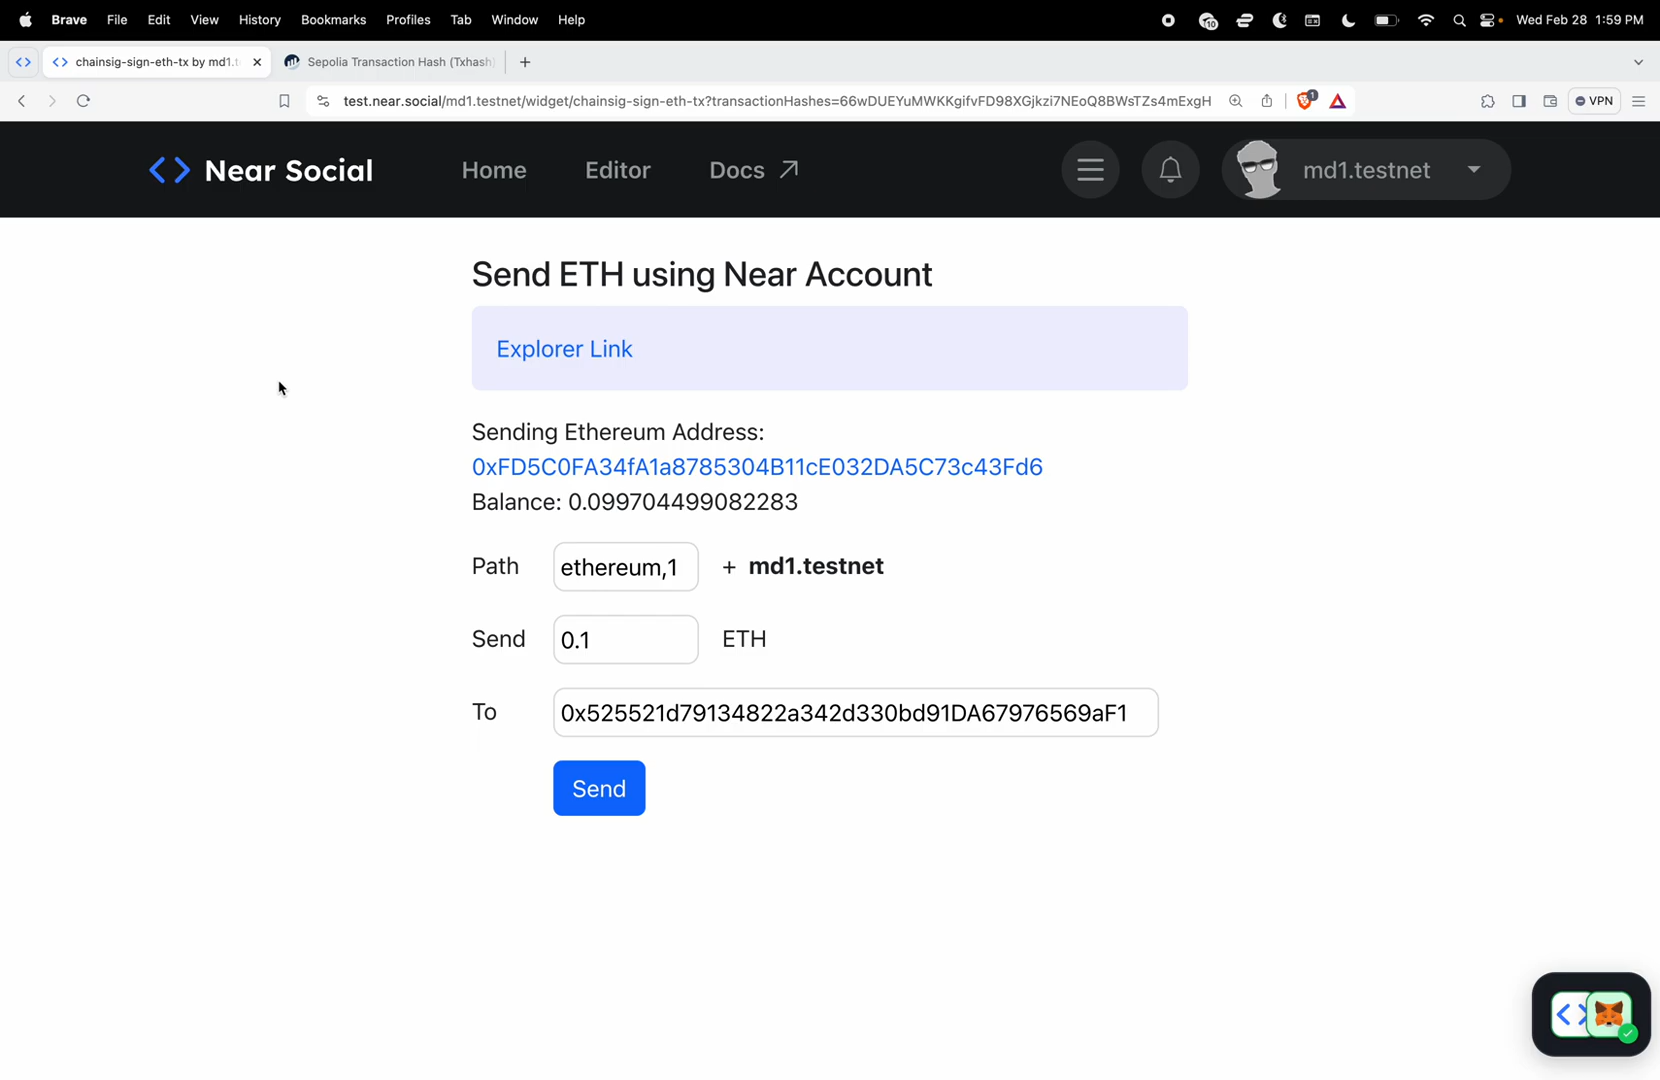 Brave File Edit View History Bookmarks Profiles Tab Window Help
10
Wed Feb 28 1:59 PM
chainsig-sign-eth-tx by md1.t
Sepolia Transaction Hash (Txhash)
test.near.social/md1.testnet/widget/chainsig-sign-eth-tx?transactionHashes=66wDUEYuMWKKgifvFD98XGjkzi7NEoQ8BWsTZs4mExgH
1
VPN
Near Social
Home
Editor
Docs
md1.testnet
Send ETH using Near Account
Explorer Link
Sending Ethereum Address:
0xFD5C0FA34fA1a8785304B11cE032DA5C73c43Fd6
Balance: 0.099704499082283
Path ethereum,1 + md1.testnet
Send 0.1 ETH
To 0x525521d79134822a342d330bd91DA67976569aF1
Send